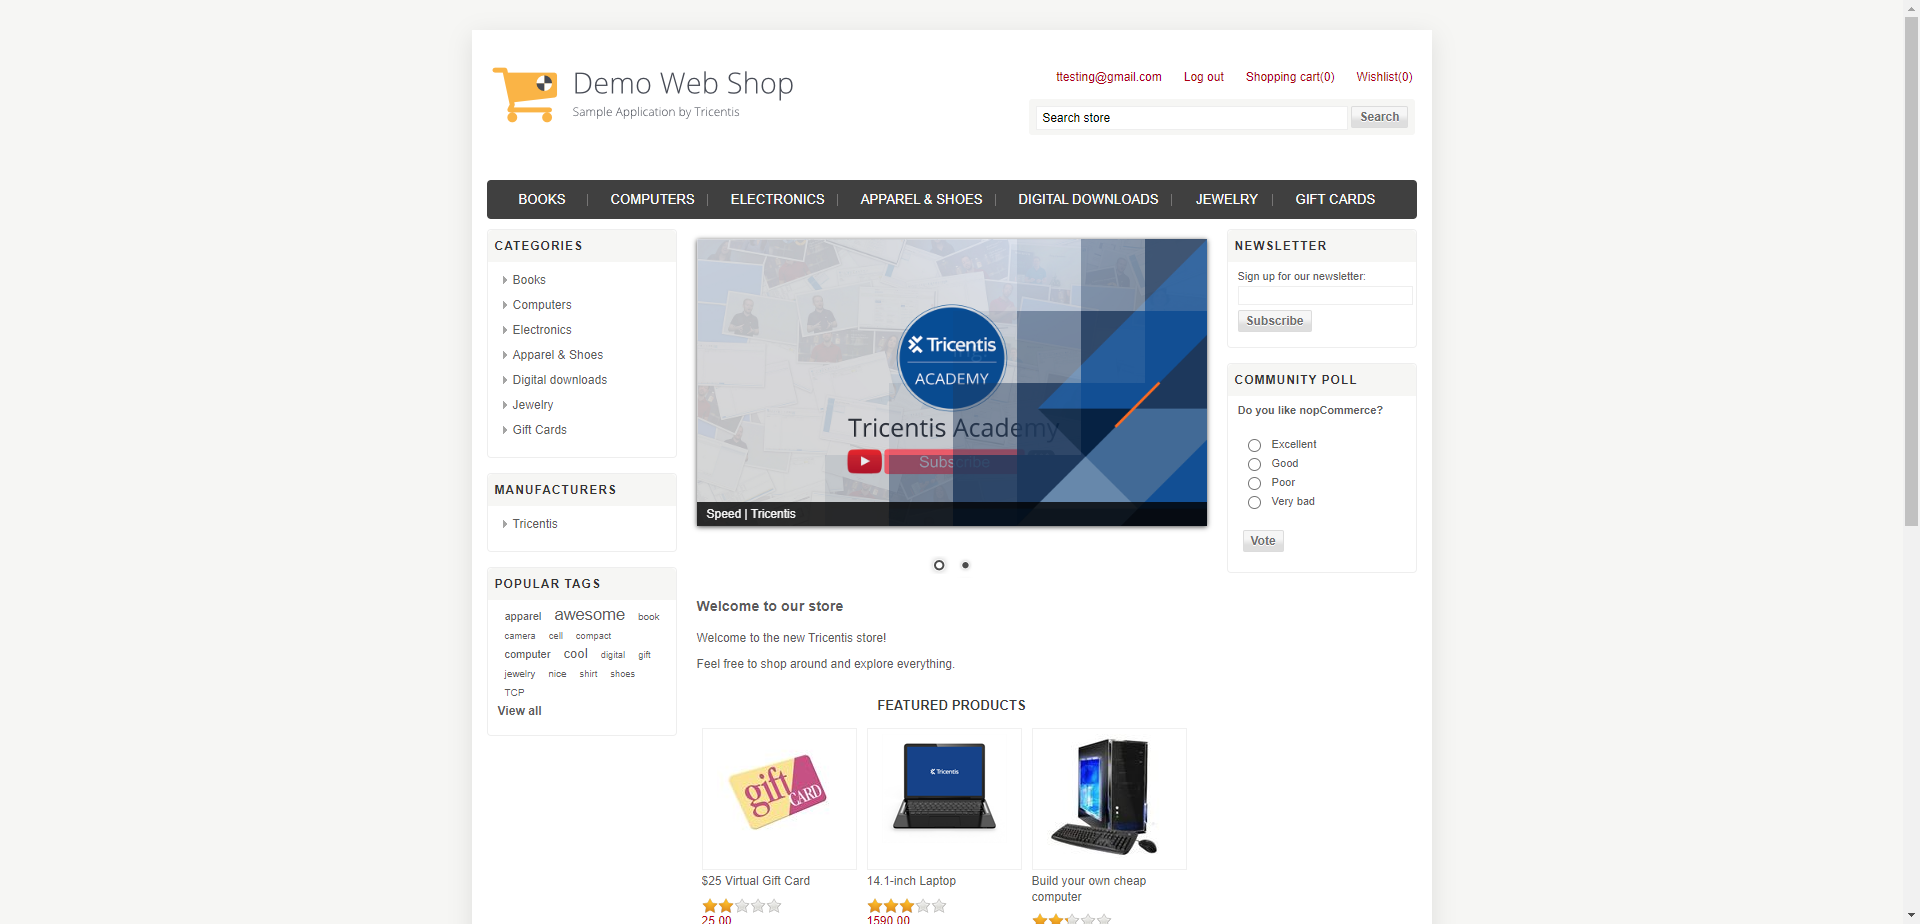 Demo Web Shop
Sample Application by Tricentis
ttesting@gmail.com Log out Shopping cart(0) Wishlist(0)
Search store Search
BOOKS COMPUTERS ELECTRONICS APPAREL & SHOES DIGITAL DOWNLOADS JEWELRY GIFT CARDS
CATEGORIES
Books
Computers
Electronics
Apparel & Shoes
Digital downloads
Jewelry
Gift Cards
MANUFACTURERS
Tricentis
POPULAR TAGS
apparel awesome book
camera cell compact
computer cool digital gift
jewelry nice shirt shoes
TCP
View all
Tricentis
ACADEMY
Tricentis Academy
Subscribe
Speed | Tricentis
Welcome to our store
Welcome to the new Tricentis store!
Feel free to shop around and explore everything.
FEATURED PRODUCTS
gift
CARD
Tricentis
$25 Virtual Gift Card
25.00
14.1-inch Laptop
1590.00
Build your own cheap
computer
NEWSLETTER
Sign up for our newsletter:
Subscribe
COMMUNITY POLL
Do you like nopCommerce?
Excellent
Good
Poor
Very bad
Vote